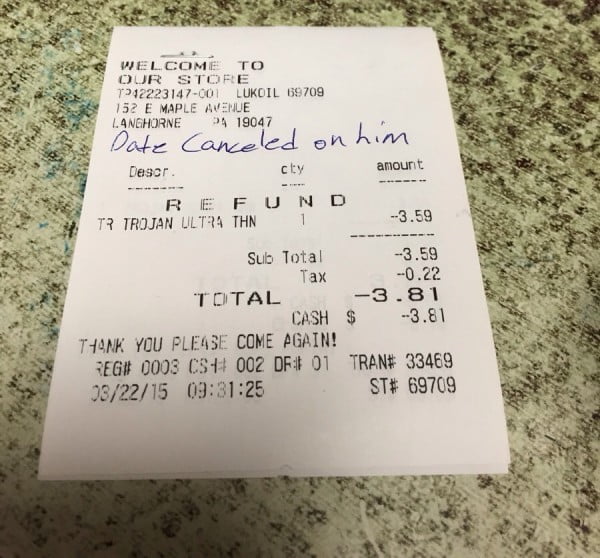 WELCOME TO
OUR STORE
TP42223147-001 LUKOIL 69709
152 E MAPLE AVENUE
LANGHORNE PA 19047
Date Canceled on him
Descr. qty amount
-------- ---- --------
REFUND
TR TROJAN ULTRA THN 1 -3.59
----------
Sub Total -3.59
Tax -0.22
TOTAL -3.81
CASH $ -3.81
THANK YOU PLEASE COME AGAIN!
REG# 0003 CSH# 002 DR# 01 TRAN# 33469
03/22/15 09:31:25 ST# 69709